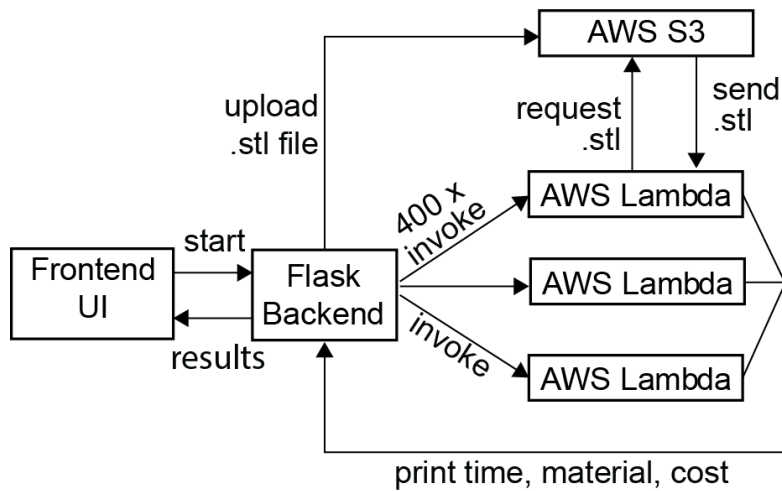 AWS S3
upload
.stl file
request
.stl
send
.stl
400 x
invoke
AWS Lambda
start
Frontend
UI
Flask
Backend
AWS Lambda
results
invoke
AWS Lambda
print time, material, cost